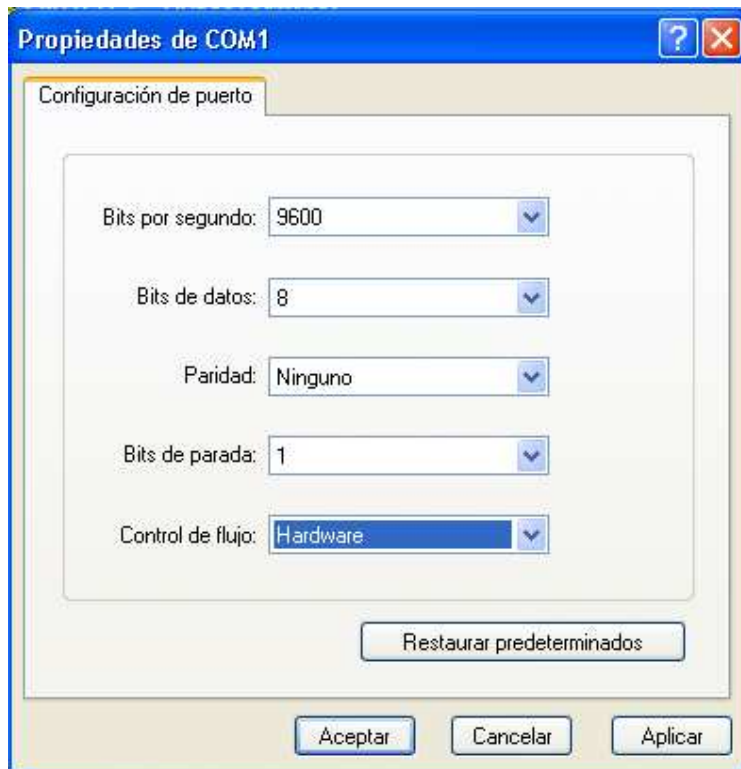 Propiedades de COM1
Configuración de puerto
Bits por segundo: 9600
Bits de datos: 8
Paridad: Ninguno
Bits de parada: 1
Control de flujo: Hardware
Restaurar predeterminados
Aceptar Cancelar Aplicar